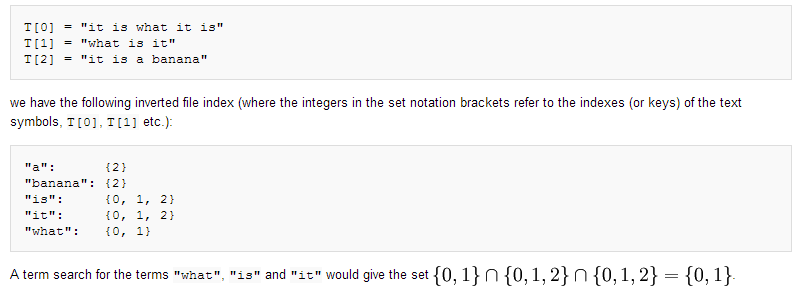 T[0] = "it is what it is"
T[1] = "what is it"
T[2] = "it is a banana"
we have the following inverted file index (where the integers in the set notation brackets refer to the indexes (or keys) of the text
symbols, T[0], T[1] etc.):
"a":      {2}
"banana": {2}
"is":     {0, 1, 2}
"it":     {0, 1, 2}
"what":   {0, 1}
A term search for the terms "what", "is" and "it" would give the set {0, 1} ∩ {0, 1, 2} ∩ {0, 1, 2} = {0, 1}.